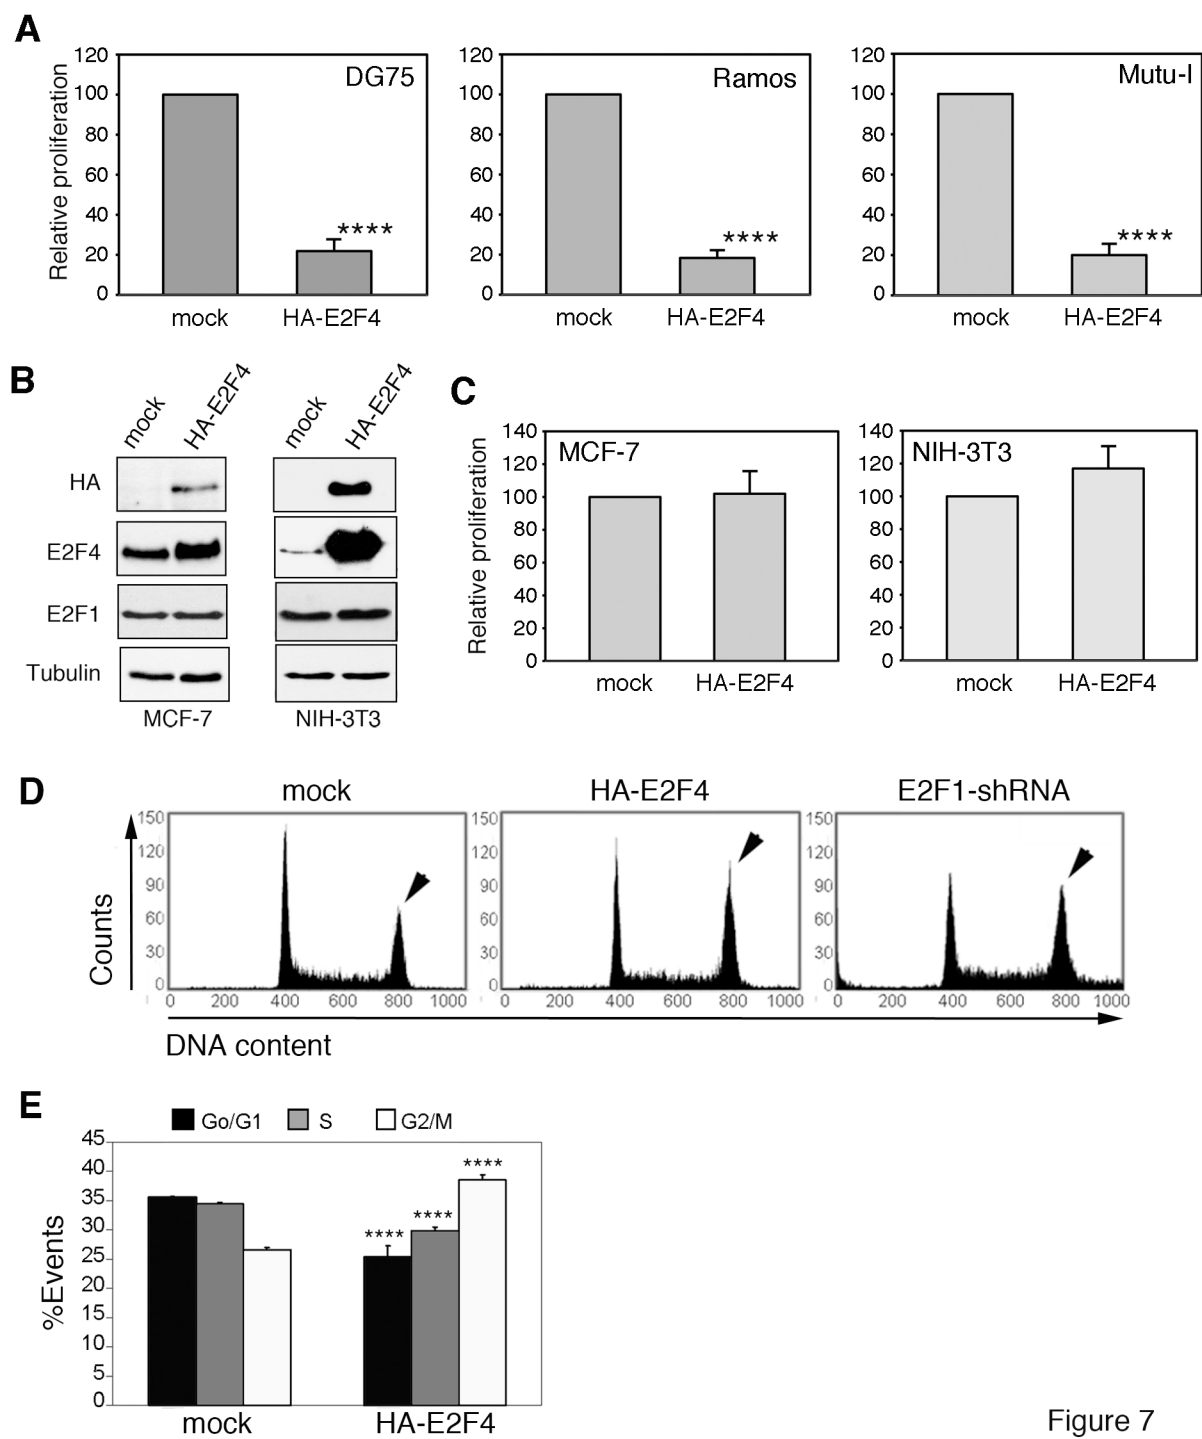 A
DG75
Relative proliferation
120
100
80
60
40
20
0
****
mock HA-E2F4
Ramos
120
100
80
60
40
20
0
****
mock HA-E2F4
Mutu-I
120
100
80
60
40
20
0
****
mock HA-E2F4
B
mock HA-E2F4
mock HA-E2F4
HA
E2F4
E2F1
Tubulin
MCF-7 NIH-3T3
C
MCF-7
Relative proliferation
140
120
100
80
60
40
20
0
mock HA-E2F4
NIH-3T3
140
120
100
80
60
40
20
0
mock HA-E2F4
D
mock HA-E2F4 E2F1-shRNA
Counts
150
120
90
60
30
0
0 200 400 600 800 1000
150
120
90
60
30
0
0 200 400 600 800 1000
150
120
90
60
30
0
0 200 400 600 800 1000
DNA content
E
Go/G1 S G2/M
%Events
45
40
35
30
25
20
15
10
5
0
**** **** ****
mock HA-E2F4
Figure 7